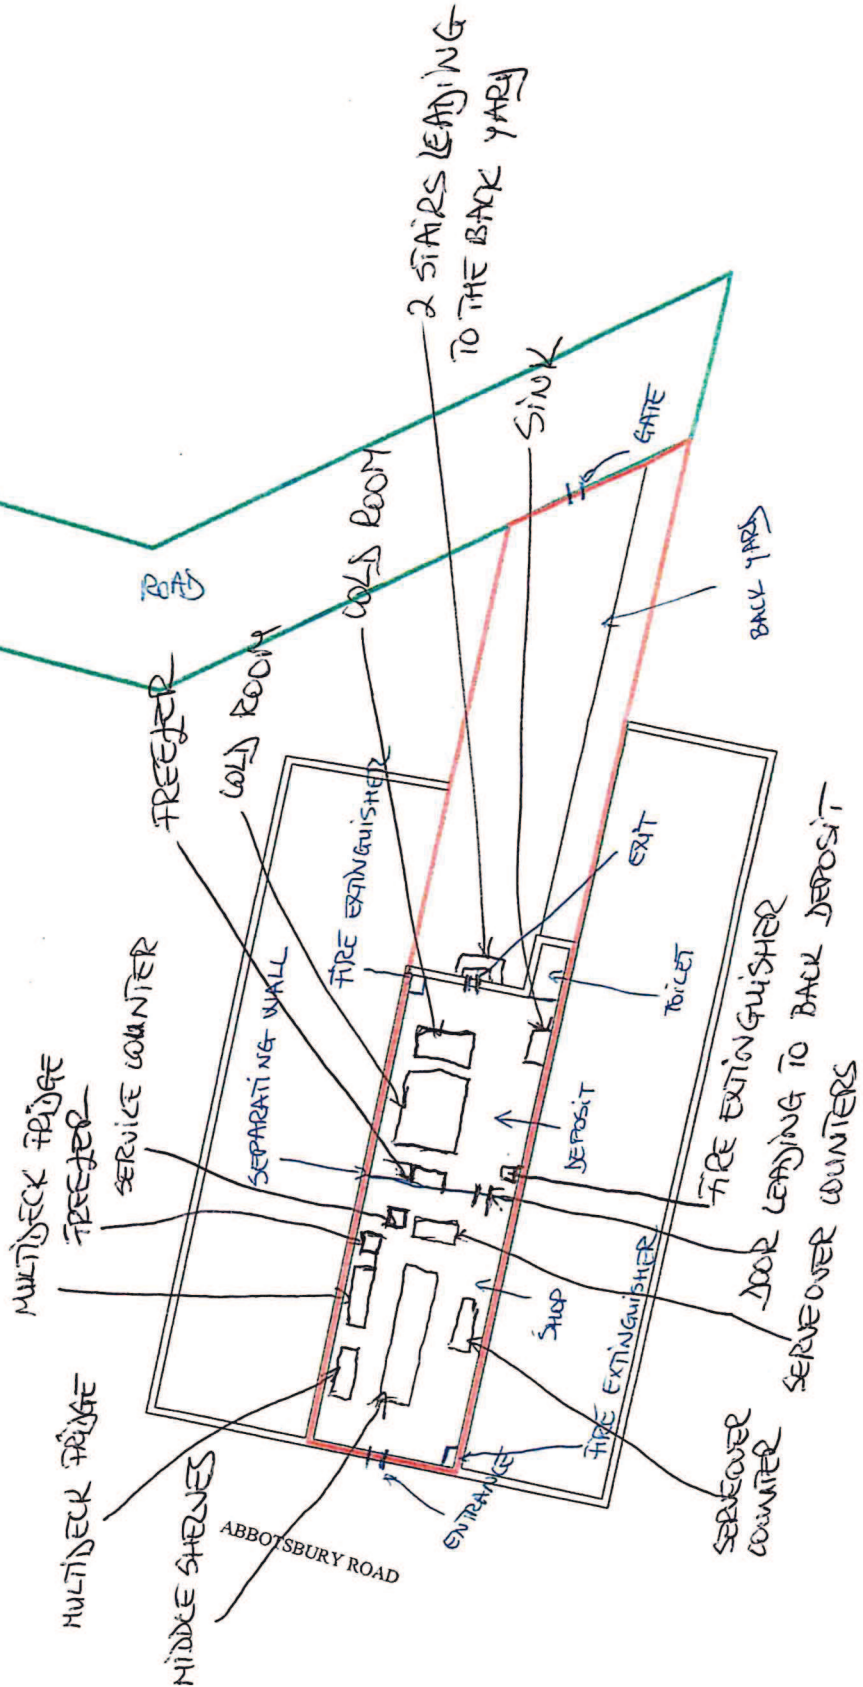 MULTIDECK FRIDGE
MIDDLE SHELVES
ABBOTSBURY ROAD
MULTIDECK FRIDGE
FREEZER
SERVICE COUNTER
SEPARATING WALL
FREEZER
COLD ROOM
FIRE EXTINGUISHER
COLD ROOM
ROAD
2 STAIRS LEADING
TO THE BACK YARD
SINK
GATE
BACK YARD
EXIT
TOILET
DEPOSIT
SHOP
ENTRANCE
FIRE EXTINGUISHER
FIRE EXTINGUISHER
DOOR LEADING TO BACK DEPOSIT
SERVEOVER COUNTERS
SERVEOVER
COUNTER